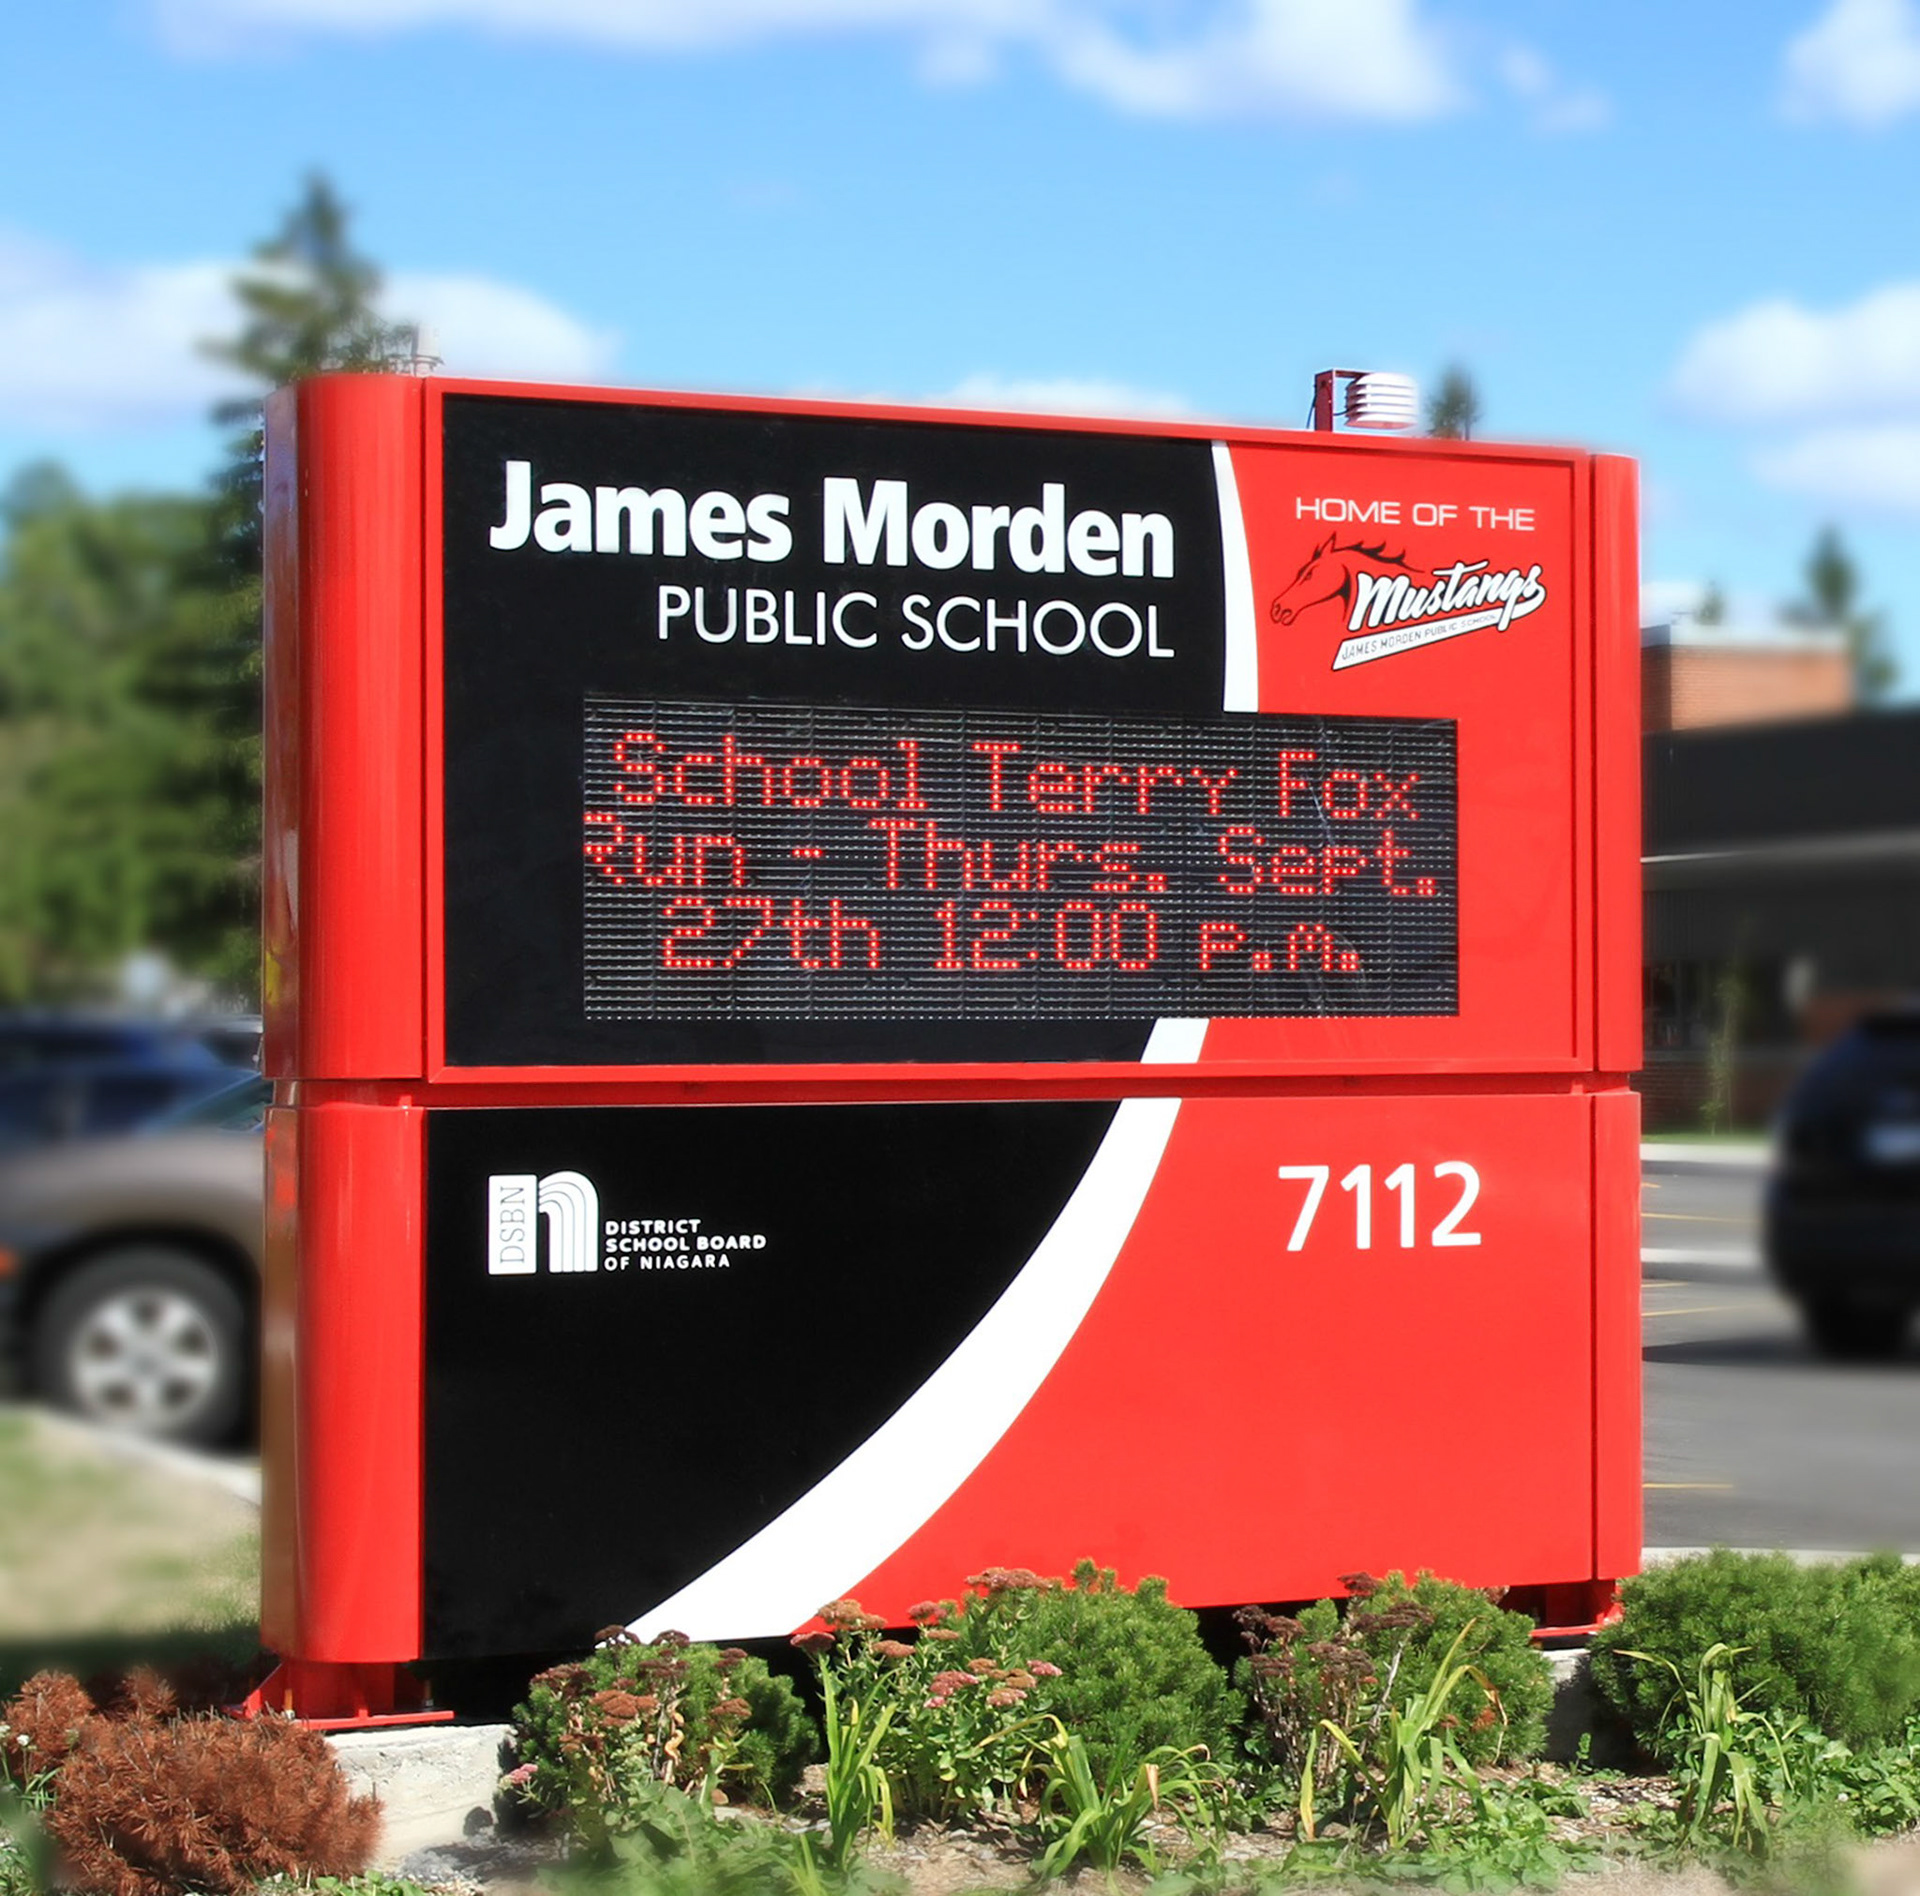 James Morden
PUBLIC SCHOOL
HOME OF THE
Mustangs
JAMES MORDEN PUBLIC SCHOOL
School Terry Fox
Run - Thurs. Sept.
27th 12:00 p.m.
DSBN
DISTRICT
SCHOOL BOARD
OF NIAGARA
7112